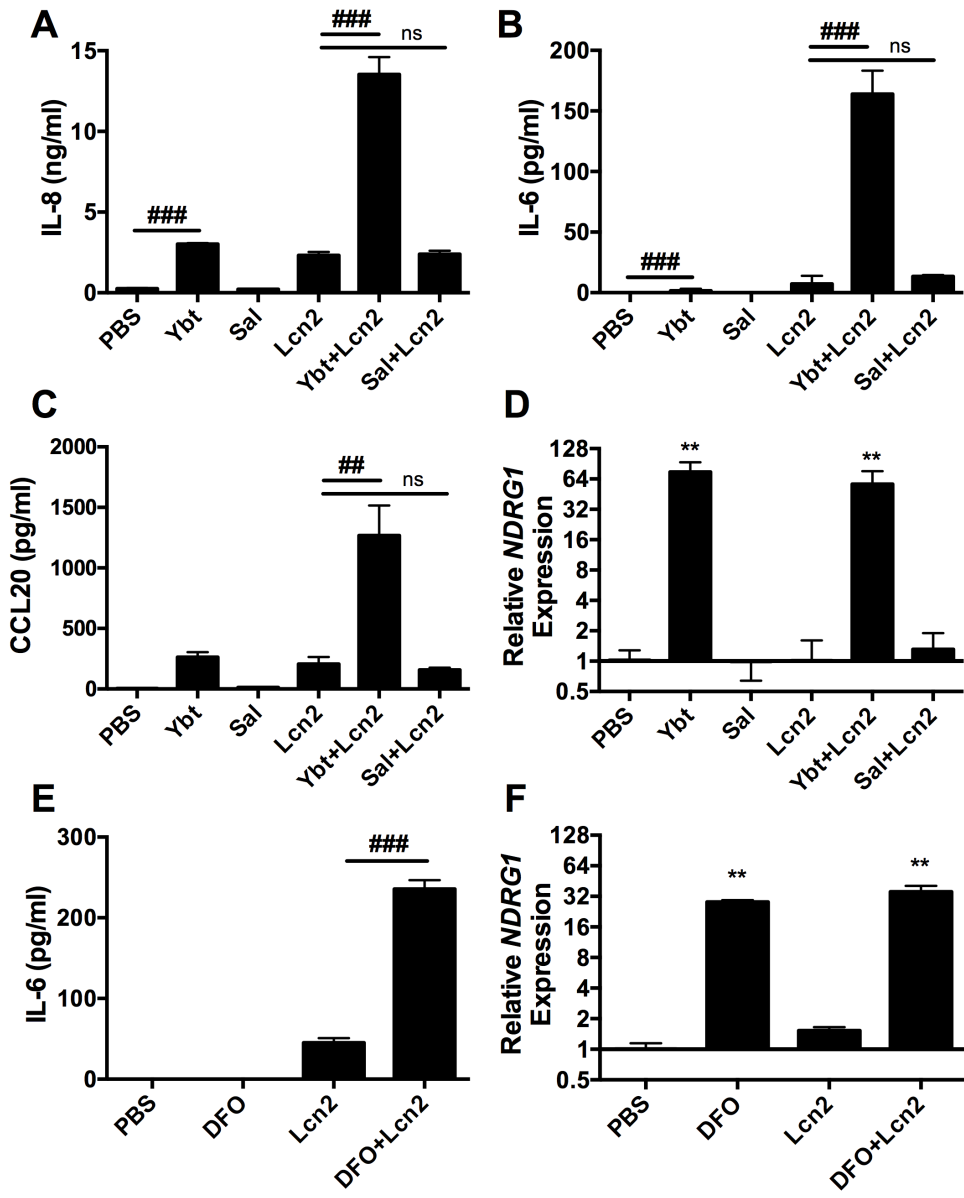 A
IL-8 (ng/ml)
15
10
5
0
###
###
ns
PBS
Ybt
Sal
Lcn2
Ybt+Lcn2
Sal+Lcn2
B
IL-6 (pg/ml)
200
150
100
50
0
###
###
ns
PBS
Ybt
Sal
Lcn2
Ybt+Lcn2
Sal+Lcn2
C
CCL20 (pg/ml)
2000
1500
1000
500
0
##
ns
PBS
Ybt
Sal
Lcn2
Ybt+Lcn2
Sal+Lcn2
D
Relative NDRG1
Expression
128
64
32
16
8
4
2
1
0.5
**
**
PBS
Ybt
Sal
Lcn2
Ybt+Lcn2
Sal+Lcn2
E
IL-6 (pg/ml)
300
200
100
0
###
PBS
DFO
Lcn2
DFO+Lcn2
F
Relative NDRG1
Expression
128
64
32
16
8
4
2
1
0.5
**
**
PBS
DFO
Lcn2
DFO+Lcn2